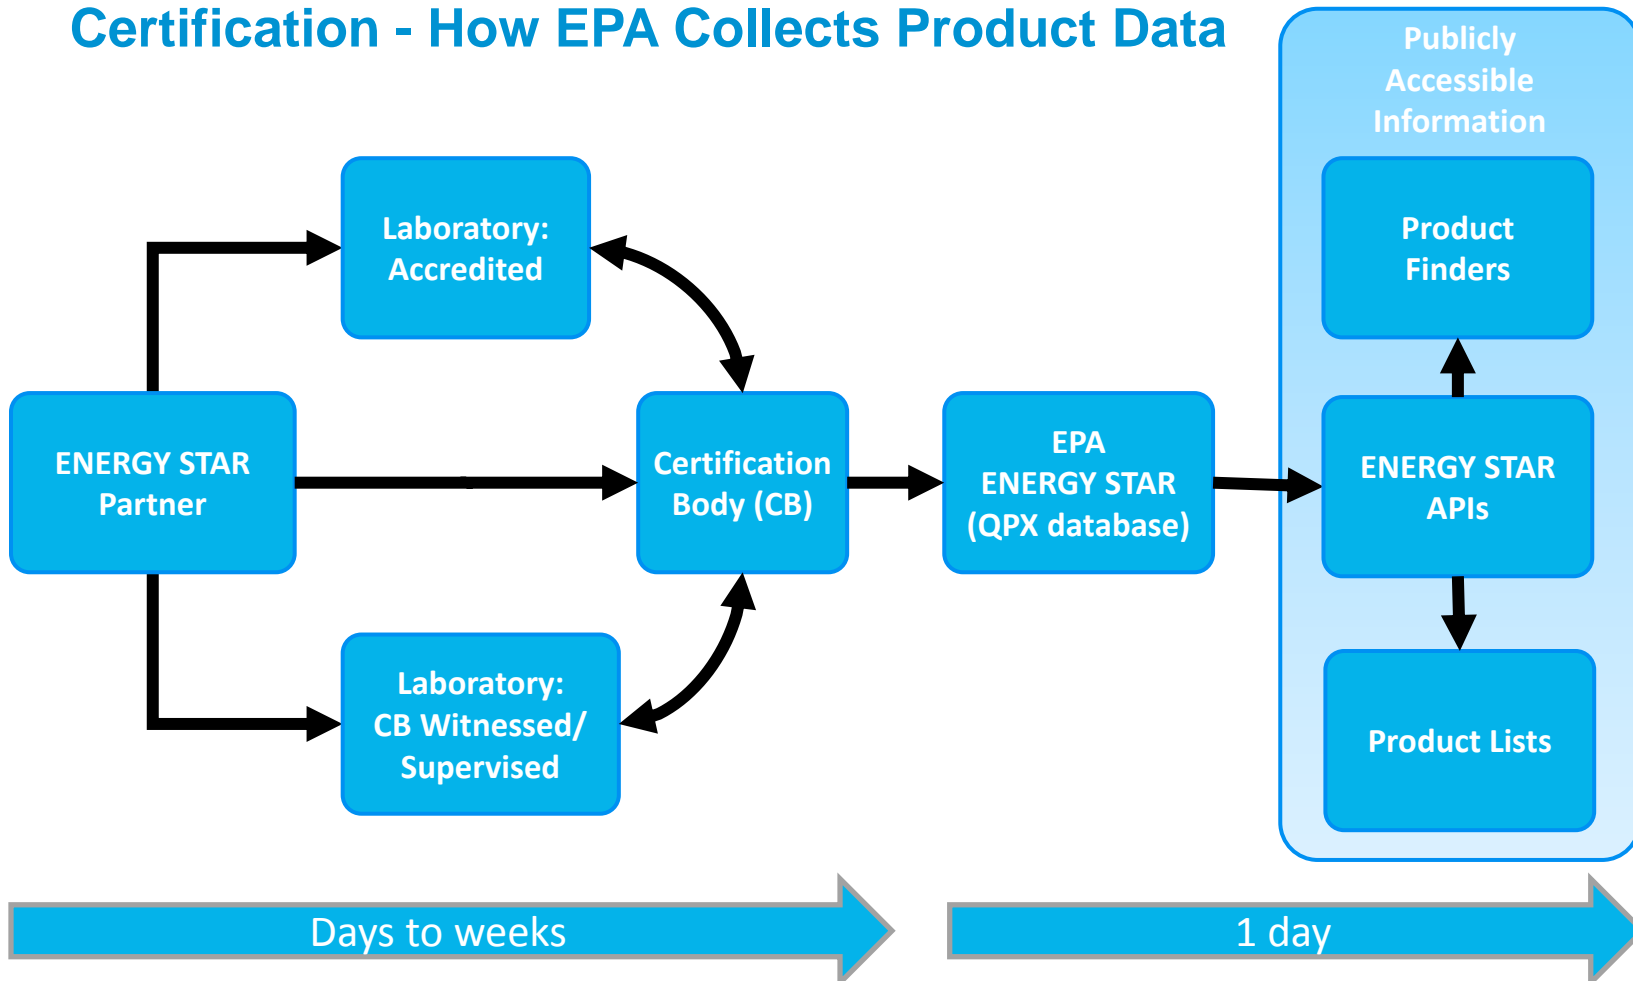 Certification - How EPA Collects Product Data
Publicly
Accessible
Information
Laboratory:
Accredited
Product
Finders
ENERGY STAR
Partner
Certification
Body (CB)
EPA
ENERGY STAR
(QPX database)
ENERGY STAR
APIs
Laboratory:
CB Witnessed/
Supervised
Product Lists
Days to weeks
1 day